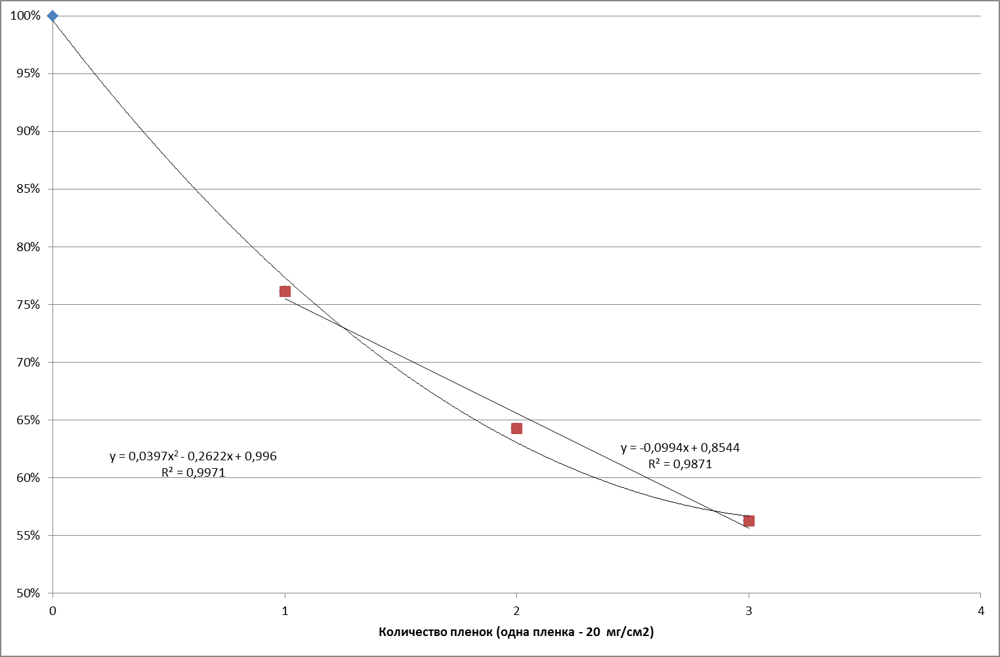 100%
95%
90%
85%
80%
75%
70%
65%
60%
55%
50%
y = 0,0397x² - 0,2622x + 0,996
R² = 0,9971
y = -0,0994x + 0,8544
R² = 0,9871
0 1 2 3 4
Количество пленок (одна пленка - 20 мг/см2)